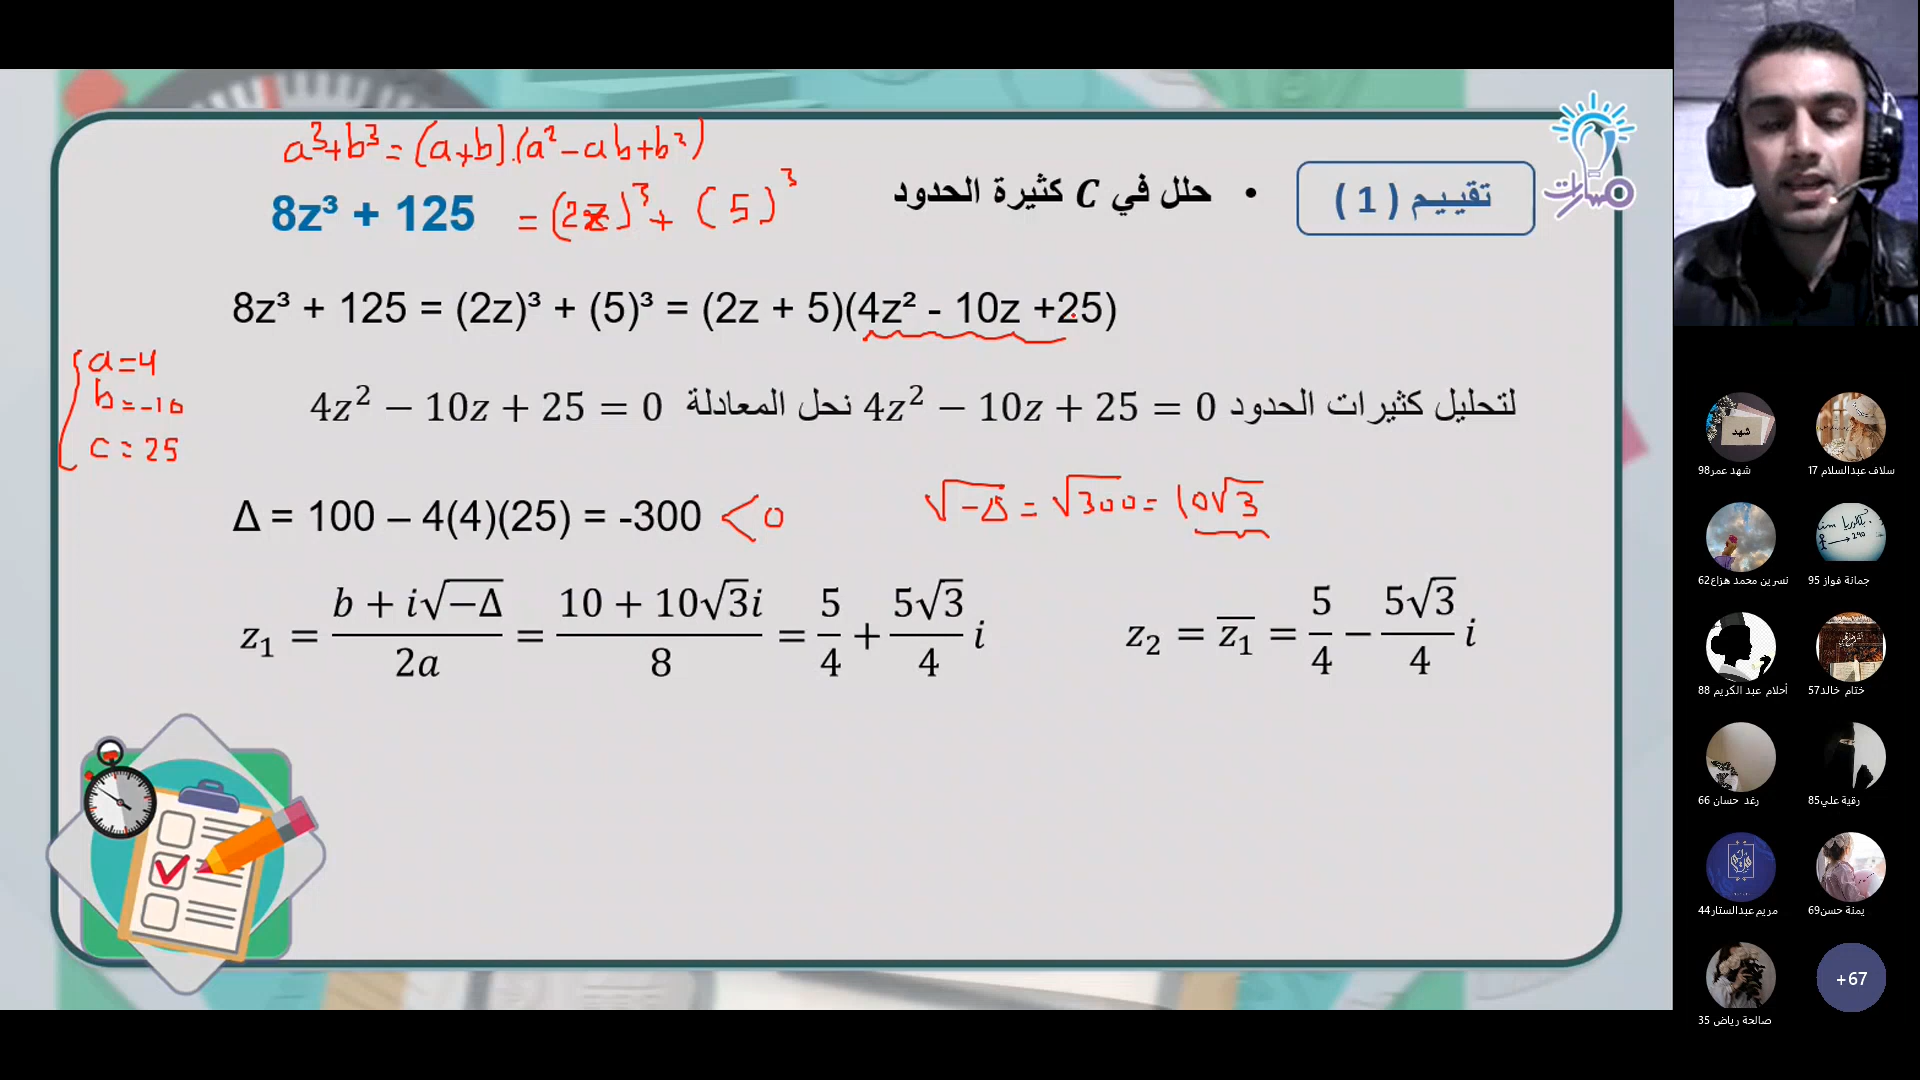 a³+b³ = (a+b).(a²-ab+b²)
تقييم ( 1 )
• حلل في C كثيرة الحدود
8z³ + 125 = (2z)³ + (5)³
مهارات
8z³ + 125 = (2z)³ + (5)³ = (2z + 5)(4z² - 10z +25)
a=4
b=-10
c=25
لتحليل كثيرات الحدود 4z² − 10z + 25 = 0 نحل المعادلة 4z² − 10z + 25 = 0
Δ = 100 – 4(4)(25) = -300 < 0
√-Δ = √300 = 10√3
z₁ = (b + i√−Δ)/2a = (10 + 10√3i)/8 = 5/4 + 5√3/4 i
z₂ = z̅₁ = 5/4 − 5√3/4 i
شهد
شهد عمر98
سلاف عبدالسلام 17
نسرين محمد هزاع62
جمانة فواز 95
أحلام عبد الكريم 88
ختام خالد57
رغد حسان 66
رقية علي85
مريم عبدالستار44
يمنة حسن69
صالحة رياض 35
+67